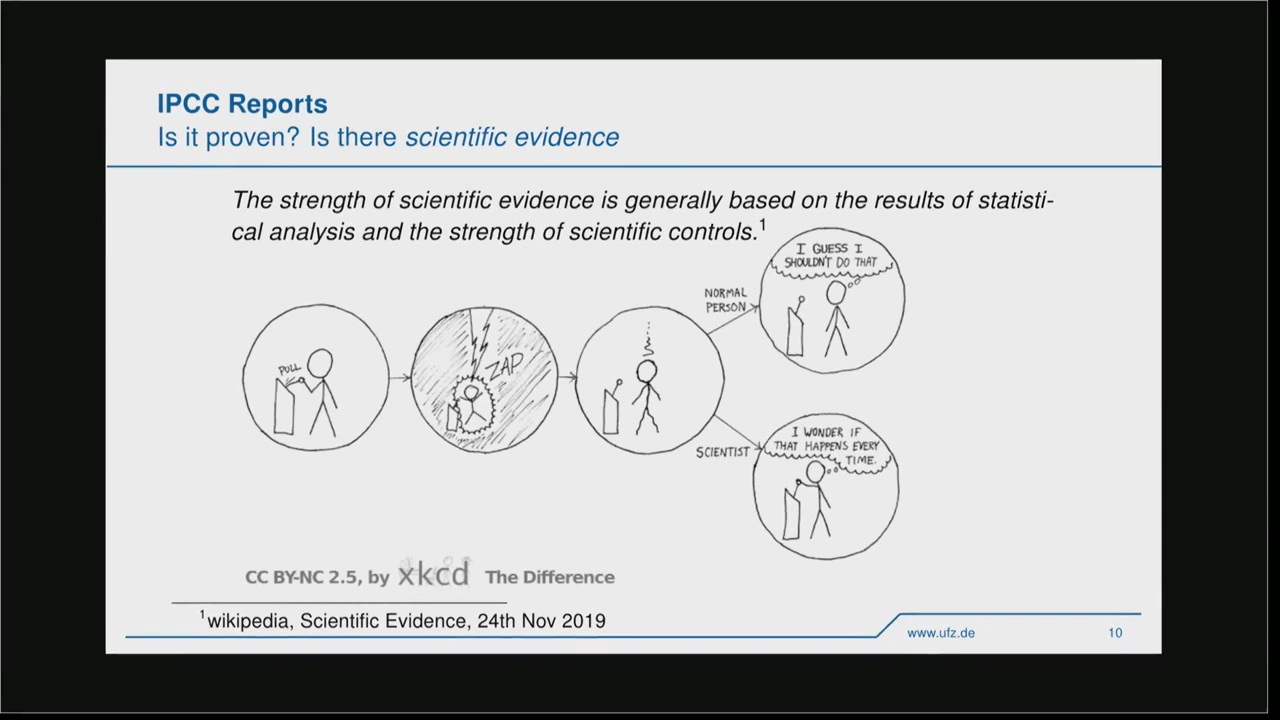 IPCC Reports
Is it proven? Is there scientific evidence
The strength of scientific evidence is generally based on the results of statisti-
cal analysis and the strength of scientific controls.1
PULL
ZAP
NORMAL
PERSON
I GUESS I
SHOULDN'T DO THAT
SCIENTIST
I WONDER IF
THAT HAPPENS EVERY
TIME.
CC BY-NC 2.5, by xkcd The Difference
1wikipedia, Scientific Evidence, 24th Nov 2019
www.ufz.de 10